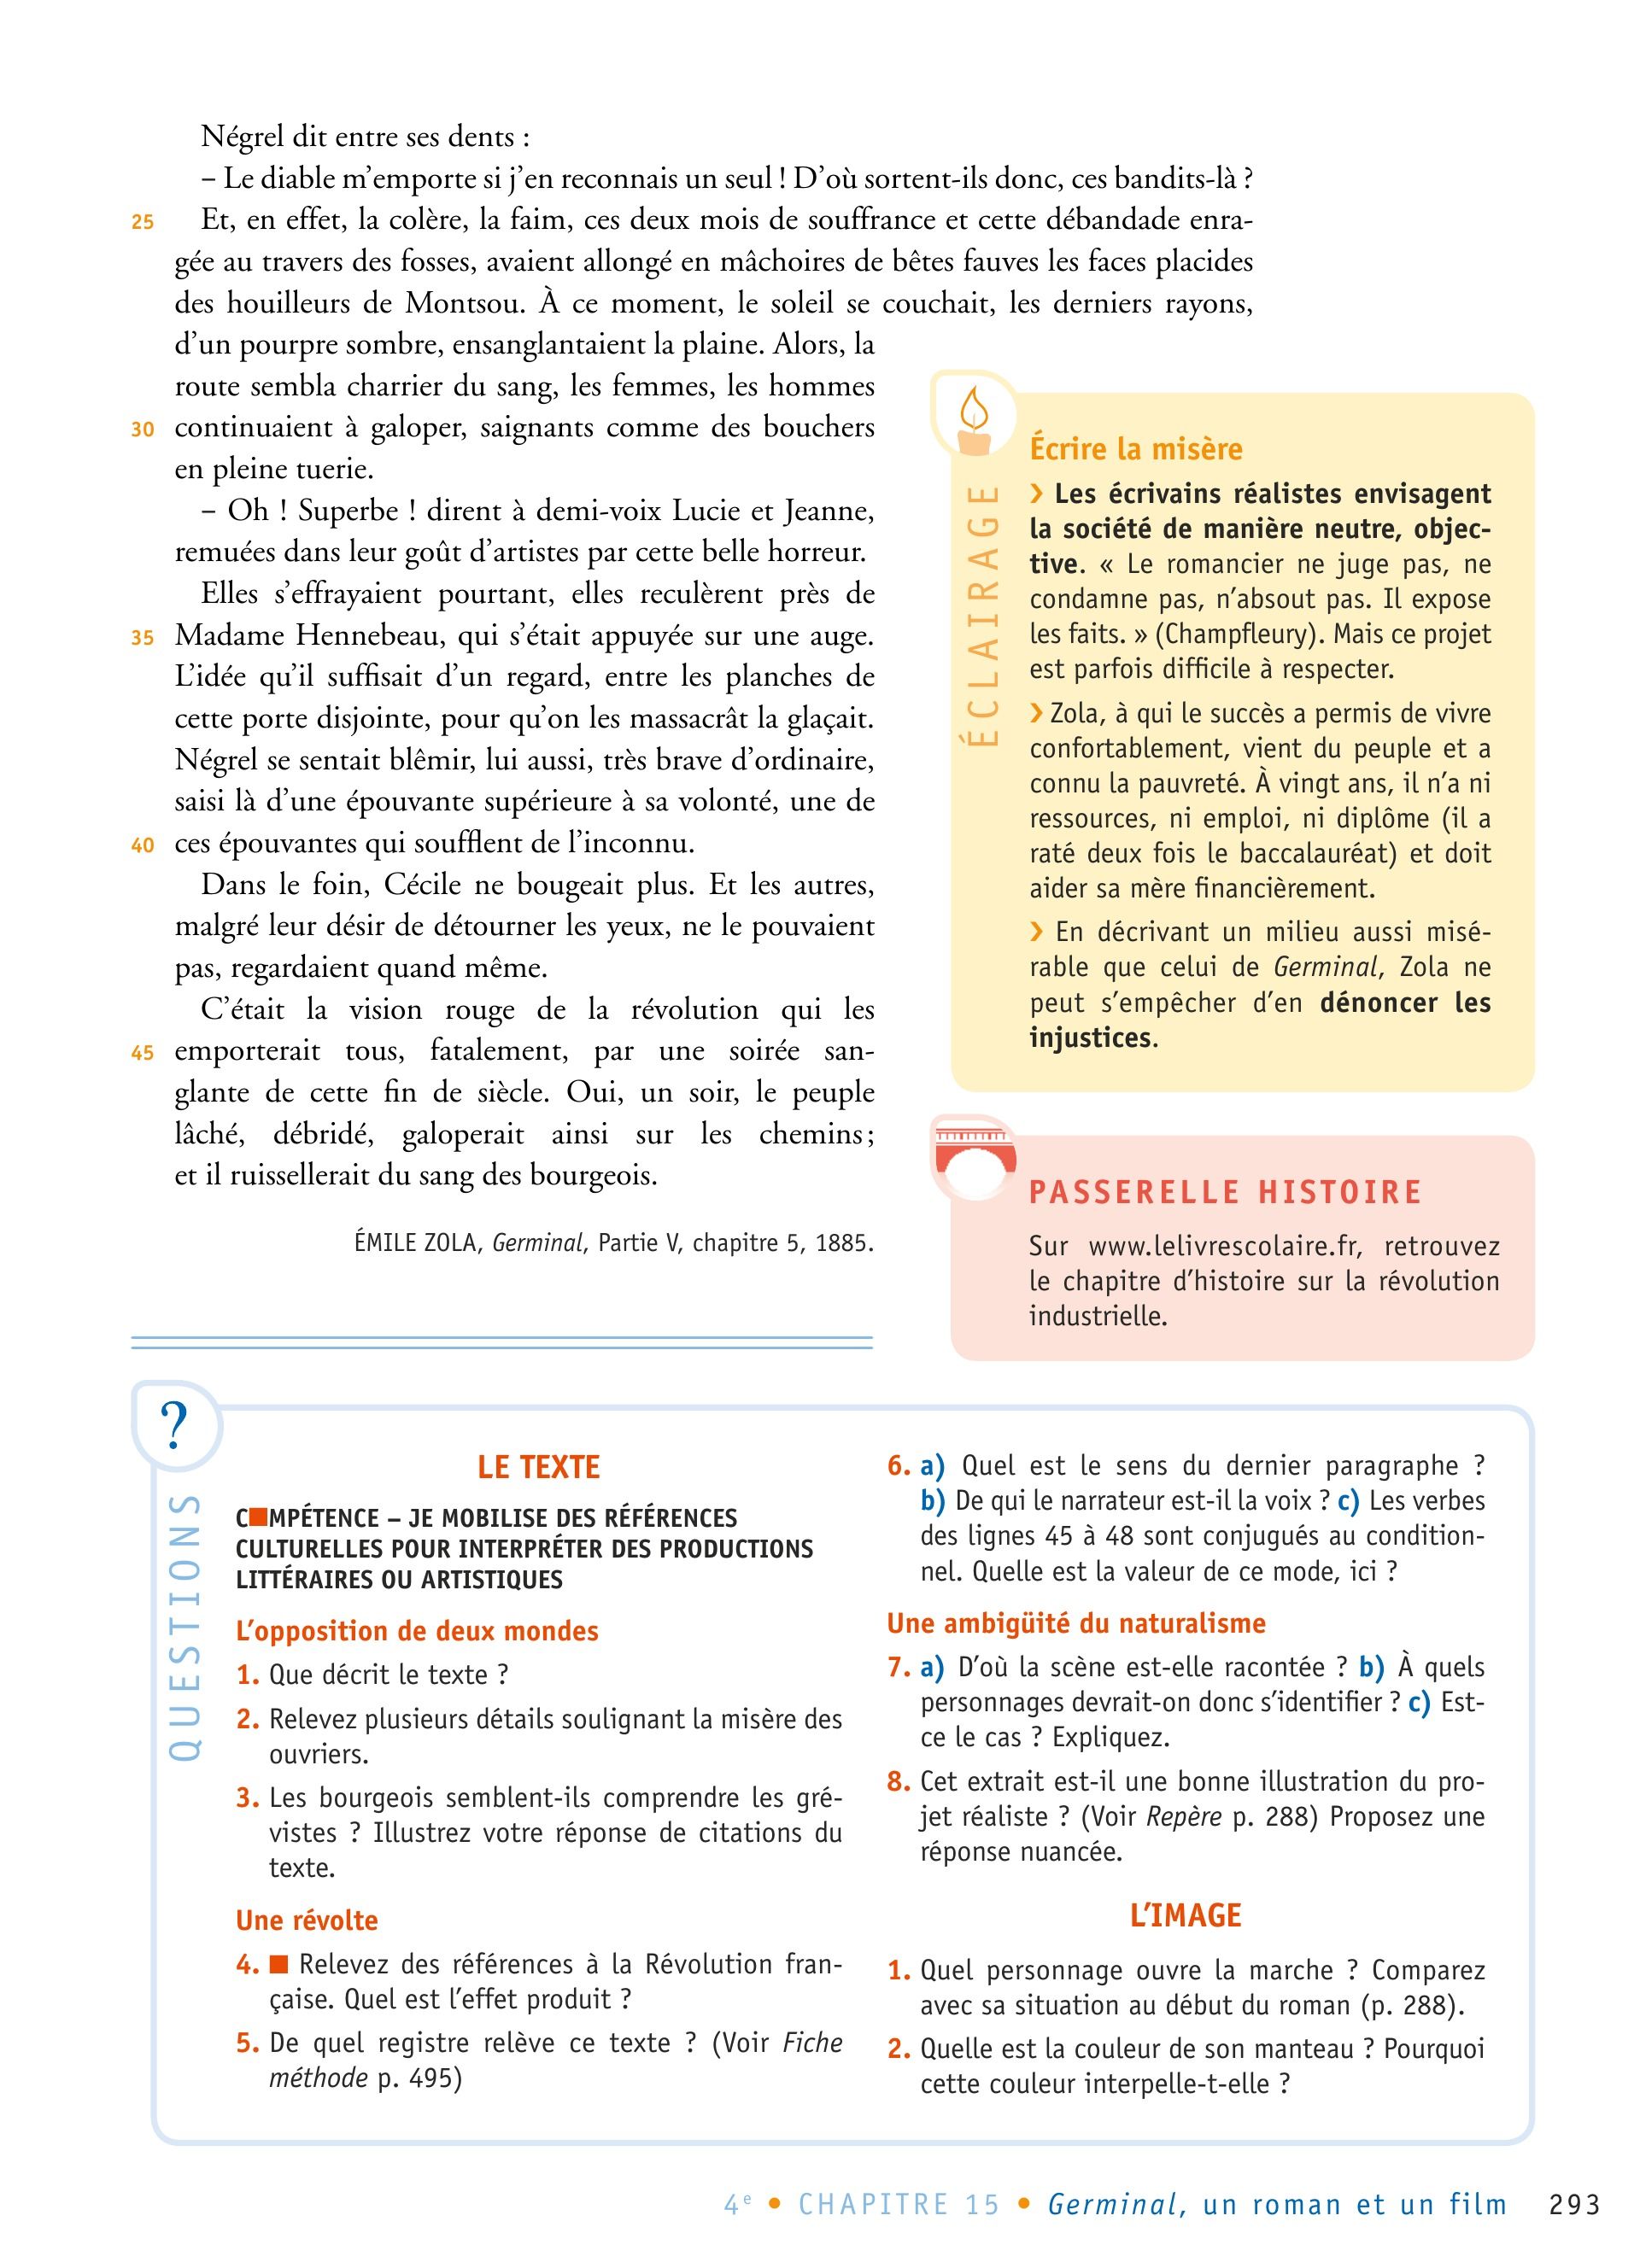 Négrel dit entre ses dents :
– Le diable m’emporte si j’en reconnais un seul ! D’où sortent-ils donc, ces bandits-là ?
25 Et, en effet, la colère, la faim, ces deux mois de souffrance et cette débandade enra-
gée au travers des fosses, avaient allongé en mâchoires de bêtes fauves les faces placides
des houilleurs de Montsou. À ce moment, le soleil se couchait, les derniers rayons,
d’un pourpre sombre, ensanglantaient la plaine. Alors, la
route sembla charrier du sang, les femmes, les hommes
30 continuaient à galoper, saignants comme des bouchers
en pleine tuerie.
– Oh ! Superbe ! dirent à demi-voix Lucie et Jeanne,
remuées dans leur goût d’artistes par cette belle horreur.
Elles s’effrayaient pourtant, elles reculèrent près de
35 Madame Hennebeau, qui s’était appuyée sur une auge.
L’idée qu’il suffisait d’un regard, entre les planches de
cette porte disjointe, pour qu’on les massacrât la glaçait.
Négrel se sentait blêmir, lui aussi, très brave d’ordinaire,
saisi là d’une épouvante supérieure à sa volonté, une de
40 ces épouvantes qui soufflent de l’inconnu.
Dans le foin, Cécile ne bougeait plus. Et les autres,
malgré leur désir de détourner les yeux, ne le pouvaient
pas, regardaient quand même.
C’était la vision rouge de la révolution qui les
45 emporterait tous, fatalement, par une soirée san-
glante de cette fin de siècle. Oui, un soir, le peuple
lâché, débridé, galoperait ainsi sur les chemins ;
et il ruissellerait du sang des bourgeois.
ÉMILE ZOLA, Germinal, Partie V, chapitre 5, 1885.
ÉCLAIRAGE
Écrire la misère
❯ Les écrivains réalistes envisagent
la société de manière neutre, objec-
tive. « Le romancier ne juge pas, ne
condamne pas, n’absout pas. Il expose
les faits. » (Champfleury). Mais ce projet
est parfois difficile à respecter.
❯ Zola, à qui le succès a permis de vivre
confortablement, vient du peuple et a
connu la pauvreté. À vingt ans, il n’a ni
ressources, ni emploi, ni diplôme (il a
raté deux fois le baccalauréat) et doit
aider sa mère financièrement.
❯ En décrivant un milieu aussi misé-
rable que celui de Germinal, Zola ne
peut s’empêcher d’en dénoncer les
injustices.
PASSERELLE HISTOIRE
Sur www.lelivrescolaire.fr, retrouvez
le chapitre d’histoire sur la révolution
industrielle.
?
QUESTIONS
LE TEXTE
C■MPÉTENCE – JE MOBILISE DES RÉFÉRENCES
CULTURELLES POUR INTERPRÉTER DES PRODUCTIONS
LITTÉRAIRES OU ARTISTIQUES
L’opposition de deux mondes
1. Que décrit le texte ?
2. Relevez plusieurs détails soulignant la misère des
ouvriers.
3. Les bourgeois semblent-ils comprendre les gré-
vistes ? Illustrez votre réponse de citations du
texte.
Une révolte
4. ■ Relevez des références à la Révolution fran-
çaise. Quel est l’effet produit ?
5. De quel registre relève ce texte ? (Voir Fiche
méthode p. 495)
6. a) Quel est le sens du dernier paragraphe ?
b) De qui le narrateur est-il la voix ? c) Les verbes
des lignes 45 à 48 sont conjugués au condition-
nel. Quelle est la valeur de ce mode, ici ?
Une ambigüité du naturalisme
7. a) D’où la scène est-elle racontée ? b) À quels
personnages devrait-on donc s’identifier ? c) Est-
ce le cas ? Expliquez.
8. Cet extrait est-il une bonne illustration du pro-
jet réaliste ? (Voir Repère p. 288) Proposez une
réponse nuancée.
L’IMAGE
1. Quel personnage ouvre la marche ? Comparez
avec sa situation au début du roman (p. 288).
2. Quelle est la couleur de son manteau ? Pourquoi
cette couleur interpelle-t-elle ?
4e • CHAPITRE 15 • Germinal, un roman et un film 293